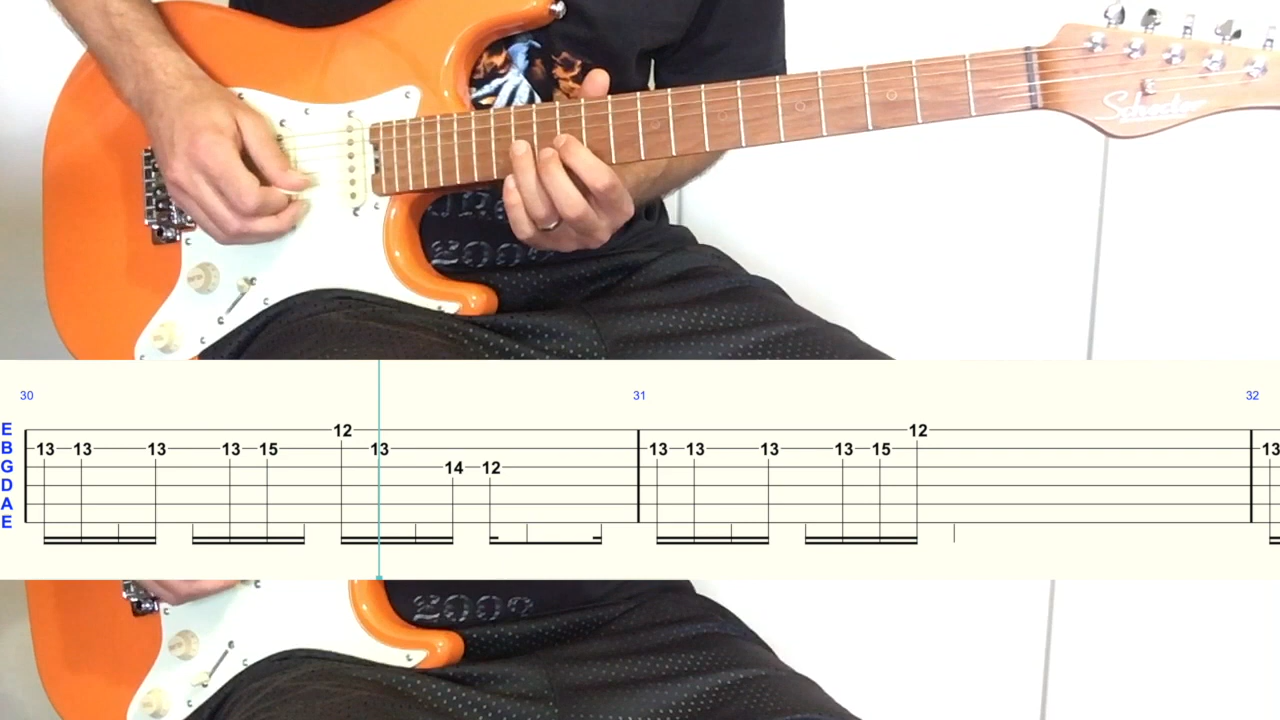 Schecter
30 31 32
E 12 12
B 13 13 13 13 15 13 13 13 13 13 15 13
G 14 12
D
A
E
2009